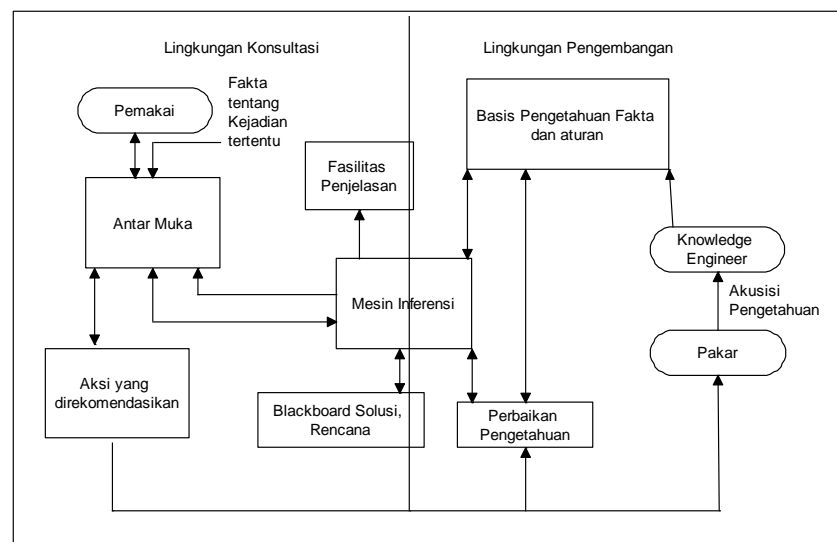 Lingkungan Konsultasi
Lingkungan Pengembangan
Pemakai
Fakta
tentang
Kejadian
tertentu
Basis Pengetahuan Fakta
dan aturan
Fasilitas
Penjelasan
Antar Muka
Knowledge
Engineer
Mesin Inferensi
Akusisi
Pengetahuan
Pakar
Aksi yang
direkomendasikan
Blackboard Solusi,
Rencana
Perbaikan
Pengetahuan